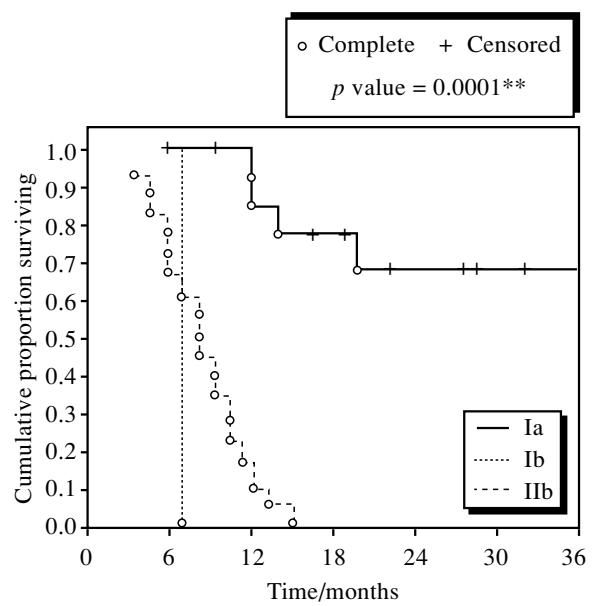 Complete + Censored
p value = 0.0001**
Cumulative proportion surviving
1.0
0.9
0.8
0.7
0.6
0.5
0.4
0.3
0.2
0.1
0.0
Ia
Ib
IIb
0 6 12 18 24 30 36
Time/months